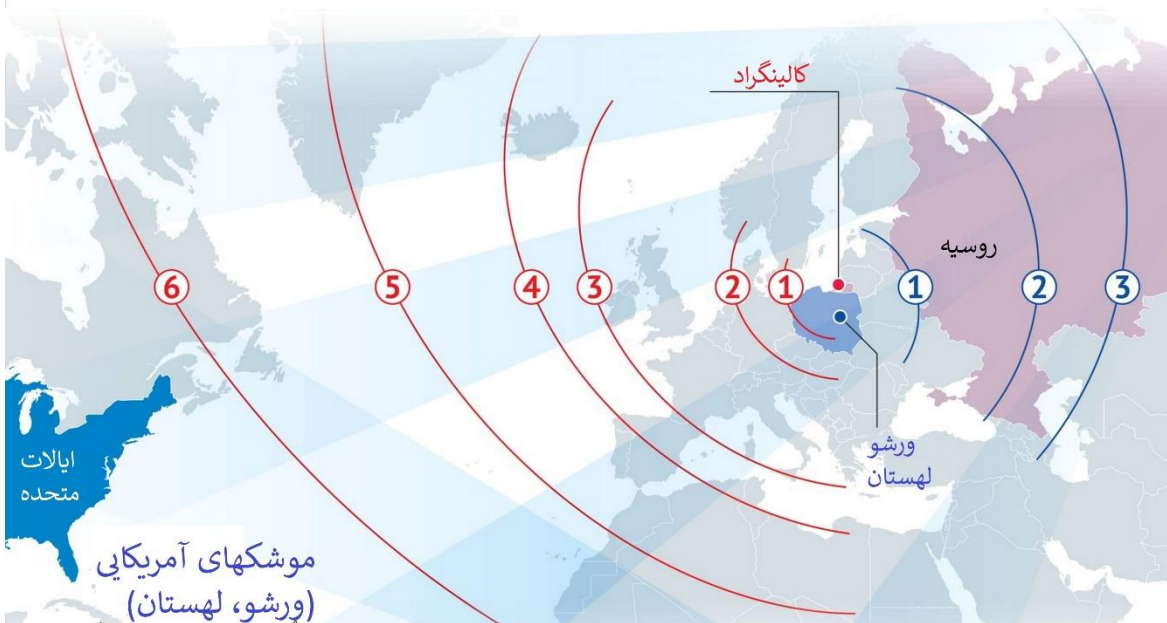 کالینگراد
روسیه
6 5 4 3 2 1 1 2 3
ورشو
لهستان
ایالات
متحده
موشکهای آمریکایی
(ورشو، لهستان)